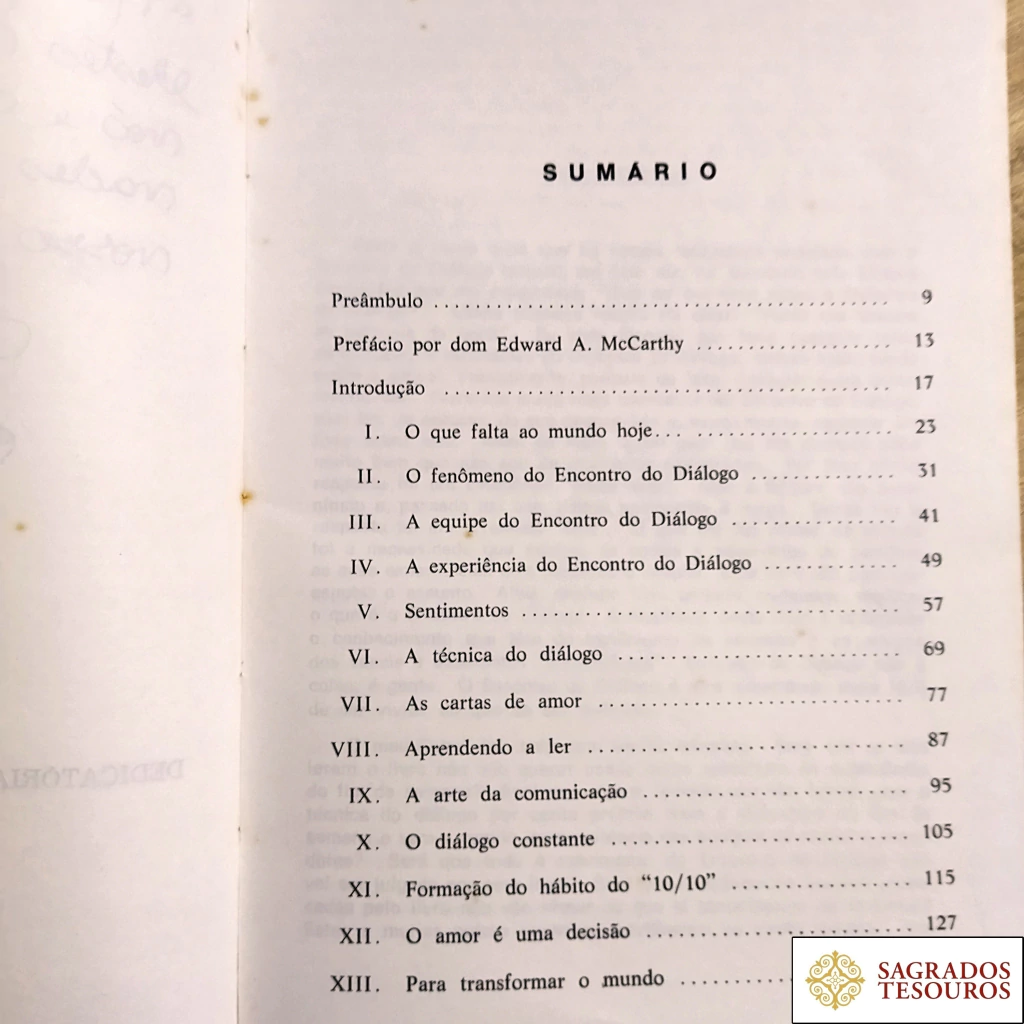 SUMÁRIO
Preâmbulo .................................... 9
Prefácio por dom Edward A. McCarthy ................... 13
Introdução ................................... 17
I. O que falta ao mundo hoje... .................. 23
II. O fenômeno do Encontro do Diálogo .............. 31
III. A equipe do Encontro do Diálogo ................ 41
IV. A experiência do Encontro do Diálogo ............. 49
V. Sentimentos .............................. 57
VI. A técnica do diálogo ...................... 69
VII. As cartas de amor ........................ 77
VIII. Aprendendo a ler ......................... 87
IX. A arte da comunicação ..................... 95
X. O diálogo constante ........................ 105
XI. Formação do hábito do “10/10” ............... 115
XII. O amor é uma decisão ...................... 127
XIII. Para transformar o mundo ..........
DEDICATÓRIA
SAGRADOS
TESOUROS